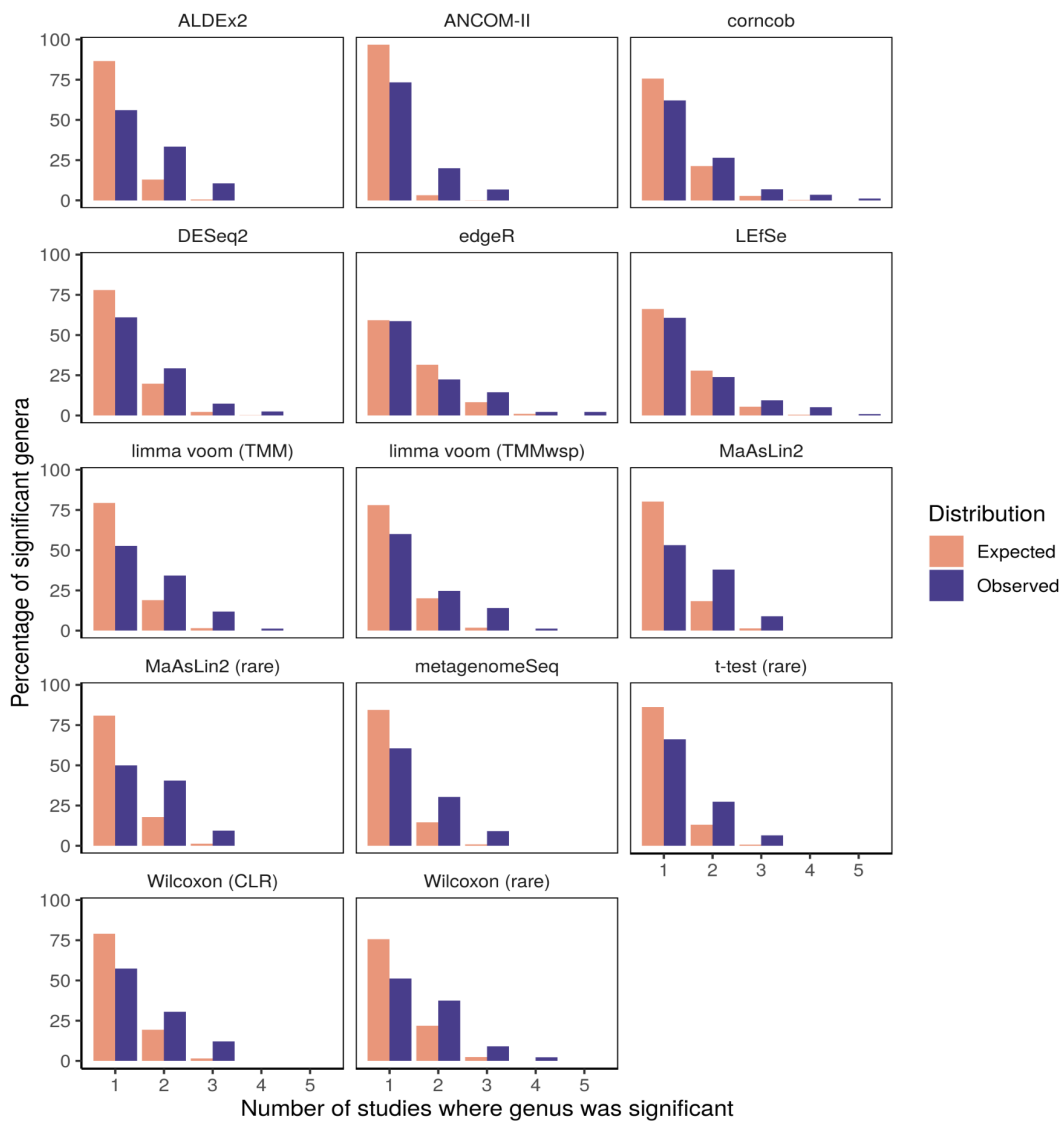 ALDEx2 ANCOM-II corncob
100
75
50
25
0
DESeq2 edgeR LEfSe
100
75
50
25
0
limma voom (TMM) limma voom (TMMwsp) MaAsLin2
100
75
50
25
0
MaAsLin2 (rare) metagenomeSeq t-test (rare)
100
75
50
25
0
1 2 3 4 5
Wilcoxon (CLR) Wilcoxon (rare)
100
75
50
25
0
1 2 3 4 5 1 2 3 4 5
Number of studies where genus was significant
Percentage of significant genera
Distribution
Expected
Observed